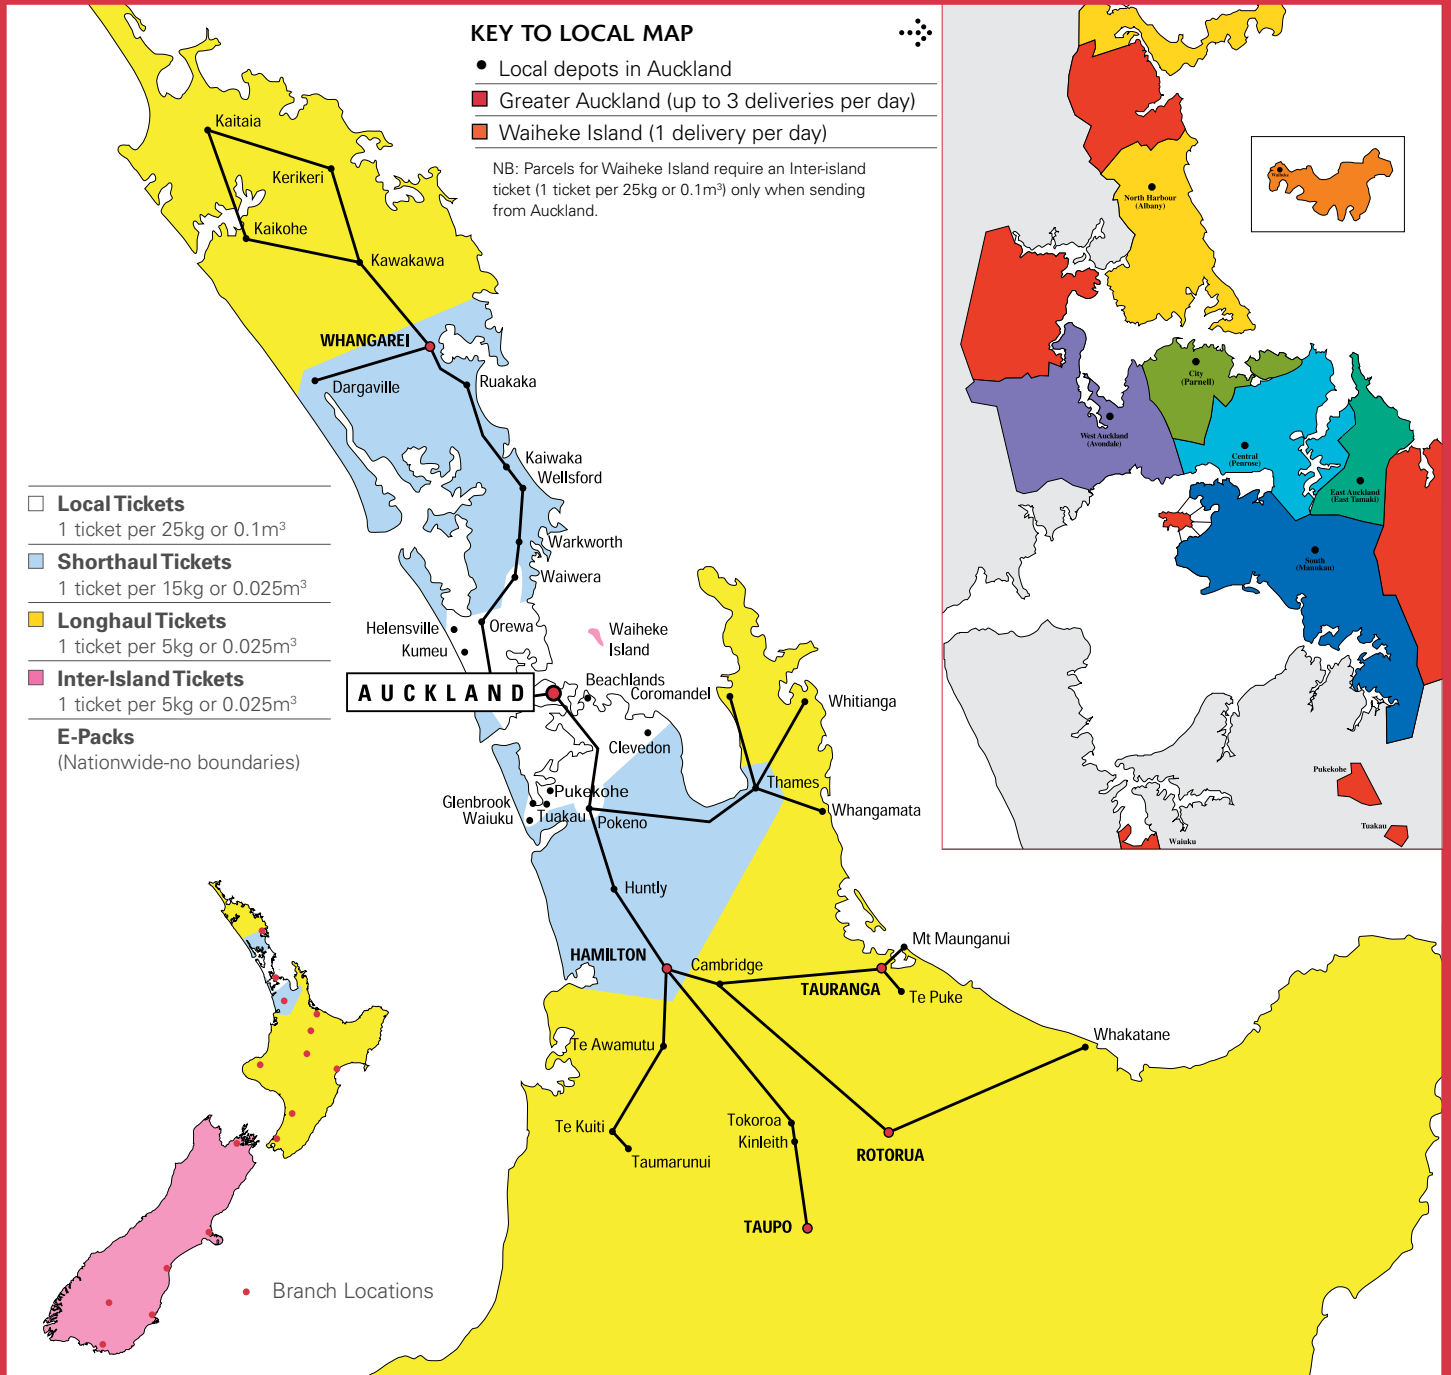 KEY TO LOCAL MAP
Local depots in Auckland
Greater Auckland (up to 3 deliveries per day)
Waiheke Island (1 delivery per day)
NB: Parcels for Waiheke Island require an Inter-island
ticket (1 ticket per 25kg or 0.1m³) only when sending
from Auckland.
Kaitaia
Kerikeri
Kaikohe
Kawakawa
WHANGAREI
Dargaville
Ruakaka
Kaiwaka
Wellsford
Warkworth
Waiwera
Helensville
Orewa
Kumeu
Waiheke
Island
AUCKLAND
Beachlands
Coromandel
Whitianga
Clevedon
Thames
Whangamata
Pukekohe
Glenbrook
Waiuku
Tuakau
Pokeno
Huntly
HAMILTON
Cambridge
Mt Maunganui
TAURANGA
Te Puke
Whakatane
Te Awamutu
Te Kuiti
Taumarunui
Tokoroa
Kinleith
ROTORUA
TAUPO
Local Tickets
1 ticket per 25kg or 0.1m³
Shorthaul Tickets
1 ticket per 15kg or 0.025m³
Longhaul Tickets
1 ticket per 5kg or 0.025m³
Inter-Island Tickets
1 ticket per 5kg or 0.025m³
E-Packs
(Nationwide-no boundaries)
Branch Locations
Waiheke
North Harbour
(Albany)
City
(Parnell)
West Auckland
(Avondale)
Central
(Penrose)
East Auckland
(East Tamaki)
South
(Manukau)
Pukekohe
Tuakau
Waiuku